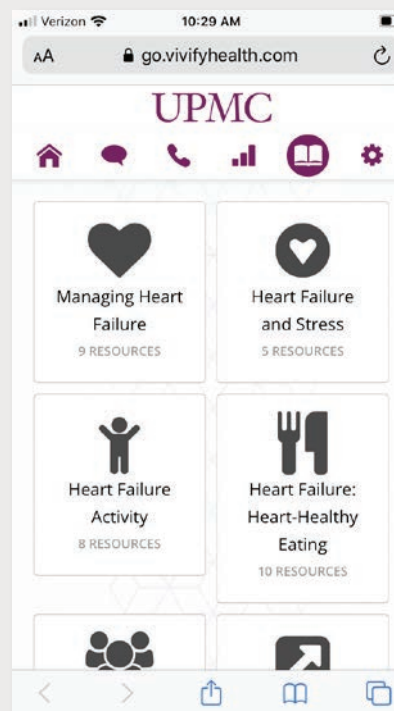 Verizon 10:29 AM
AA go.vivifyhealth.com
UPMC
Managing Heart
Failure
9 RESOURCES
Heart Failure
and Stress
5 RESOURCES
Heart Failure
Activity
8 RESOURCES
Heart Failure:
Heart-Healthy
Eating
10 RESOURCES